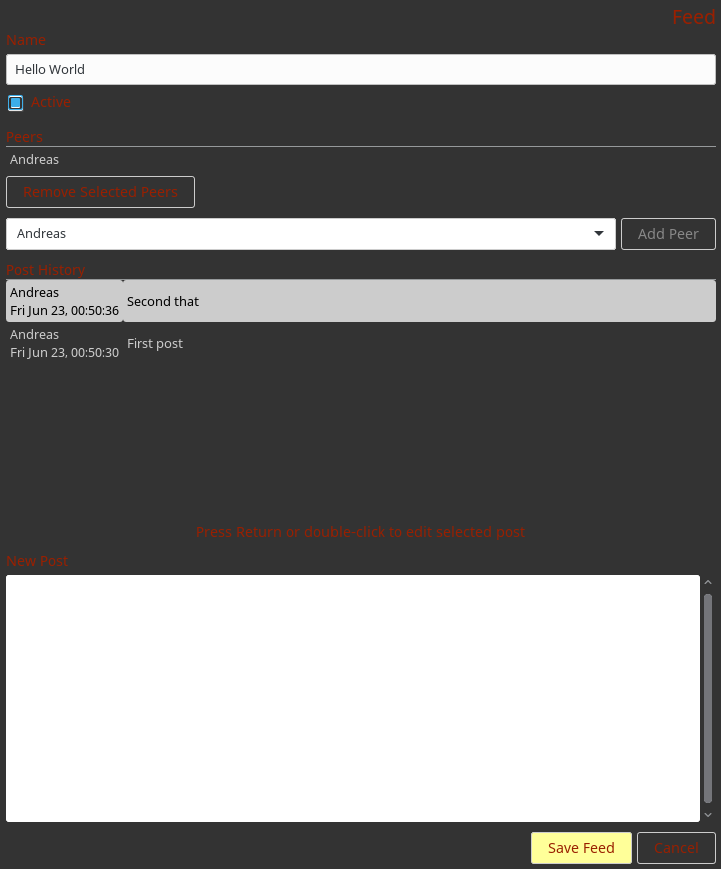 Feed
Name
Hello World
Active
Peers
Andreas
Remove Selected Peers
Andreas
Add Peer
Post History
Andreas
Fri Jun 23, 00:50:36
Second that
Andreas
Fri Jun 23, 00:50:30
First post
Press Return or double-click to edit selected post
New Post
Save Feed
Cancel